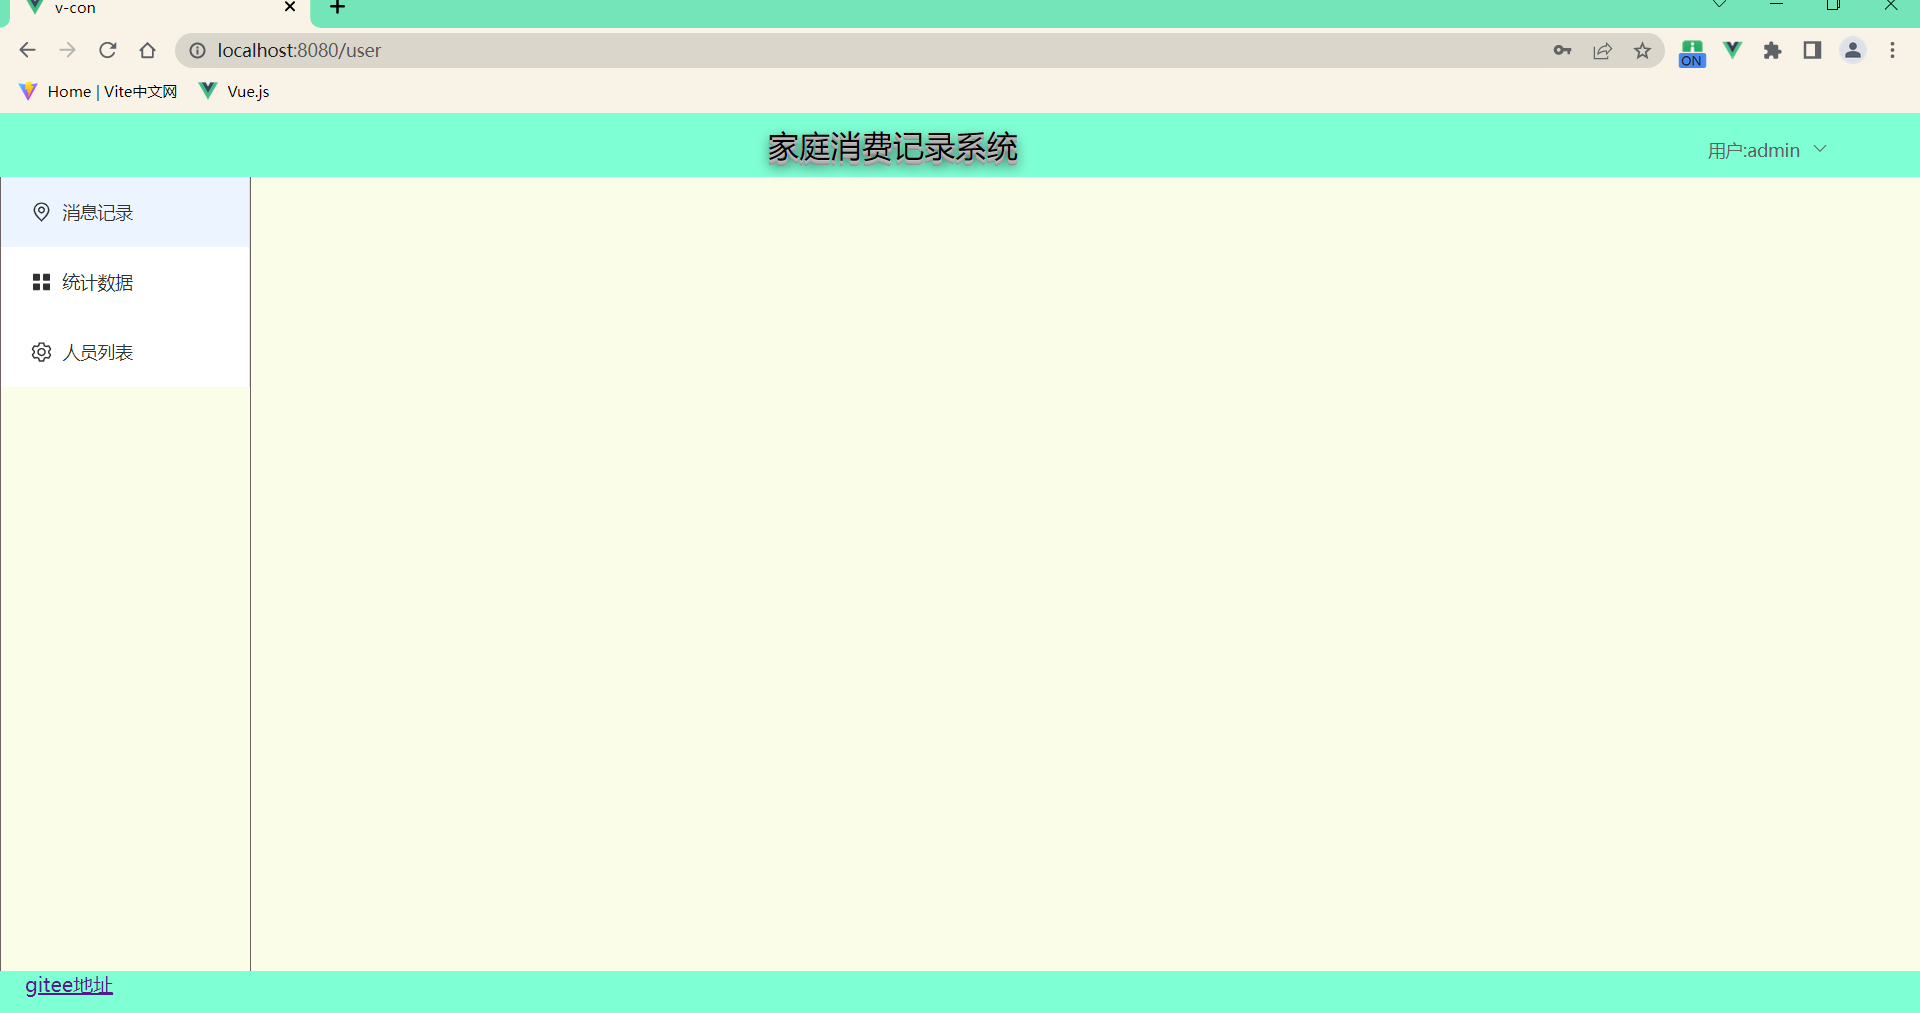 v-con
localhost:8080/user
ON
Home | Vite中文网
Vue.js
家庭消费记录系统
用户:admin
消息记录
统计数据
人员列表
gitee地址